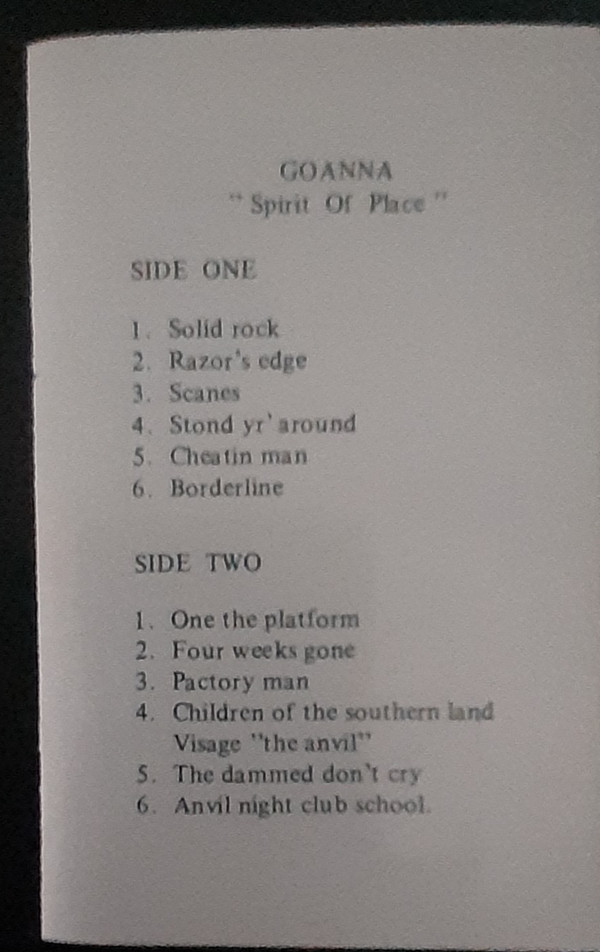 GOANNA
" Spirit Of Place "
SIDE ONE
1. Solid rock
2. Razor's edge
3. Scanes
4. Stond yr' around
5. Cheatin man
6. Borderline
SIDE TWO
1. One the platform
2. Four weeks gone
3. Pactory man
4. Children of the southern land
Visage "the anvil"
5. The dammed don't cry
6. Anvil night club school.